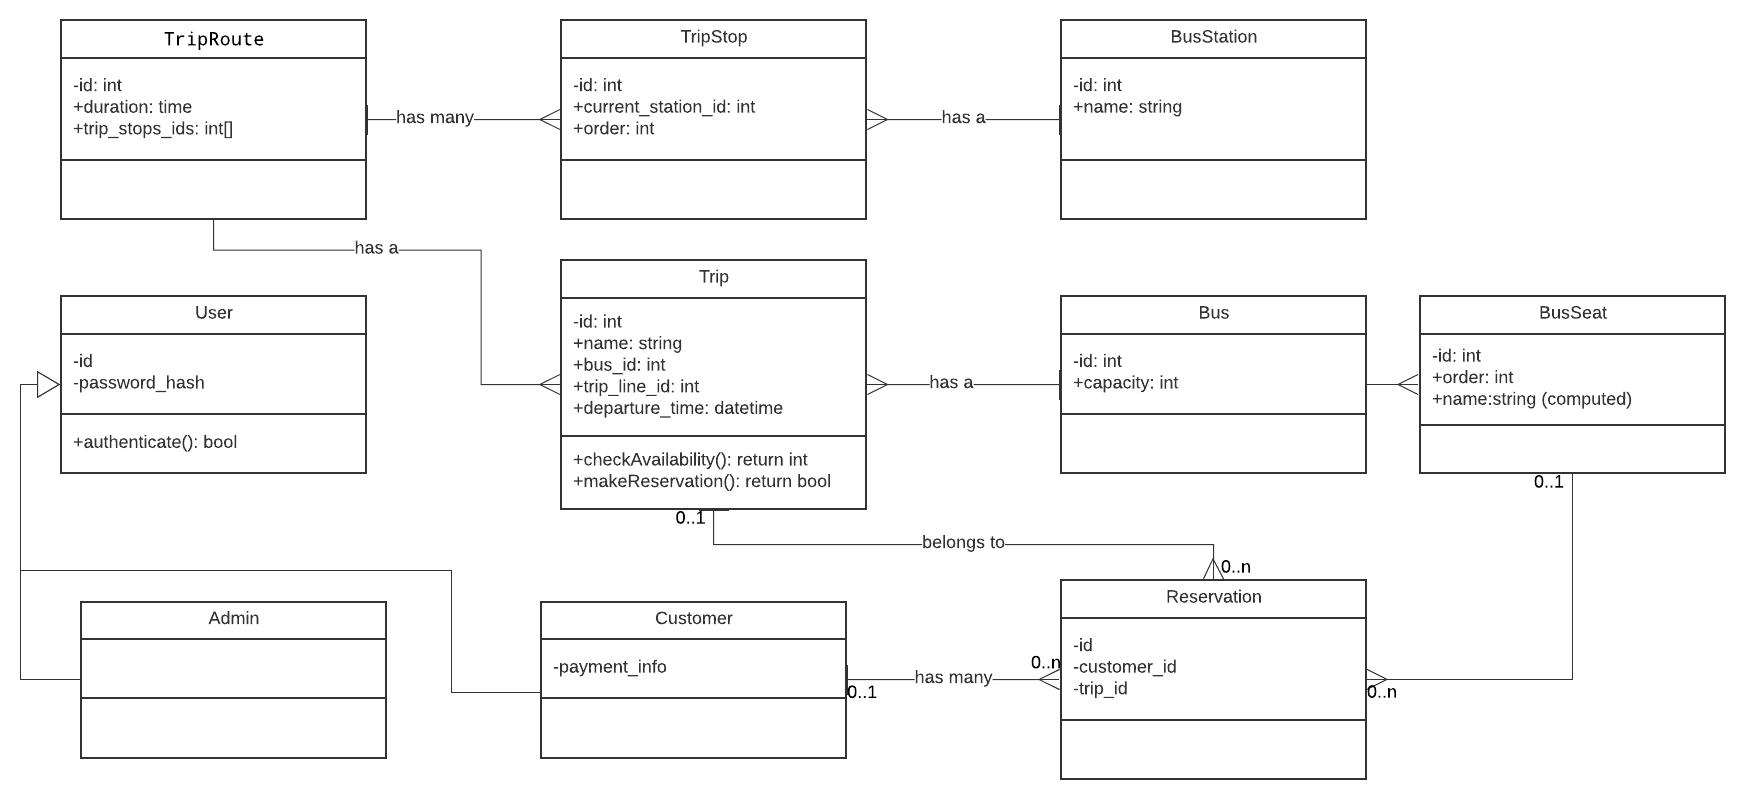 TripRoute
-id: int
+duration: time
+trip_stops_ids: int[]
has many
TripStop
-id: int
+current_station_id: int
+order: int
has a
BusStation
-id: int
+name: string
has a
User
-id
-password_hash
+authenticate(): bool
Trip
-id: int
+name: string
+bus_id: int
+trip_line_id: int
+departure_time: datetime
+checkAvailability(): return int
+makeReservation(): return bool
has a
Bus
-id: int
+capacity: int
BusSeat
-id: int
+order: int
+name:string (computed)
0..1
0..1
belongs to
0..n
Admin
Customer
-payment_info
0..1
has many
0..n
Reservation
-id
-customer_id
-trip_id
0..n